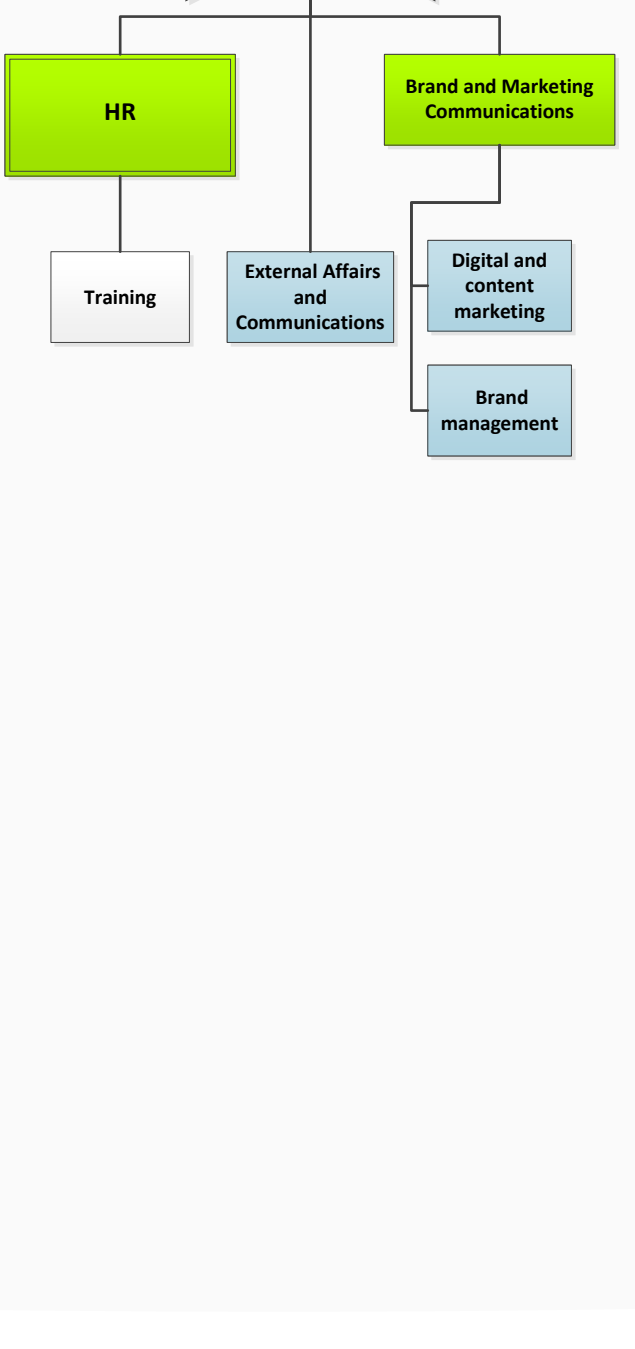 HR
Brand and Marketing
Communications
Training
External Affairs
and
Communications
Digital and
content
marketing
Brand
management